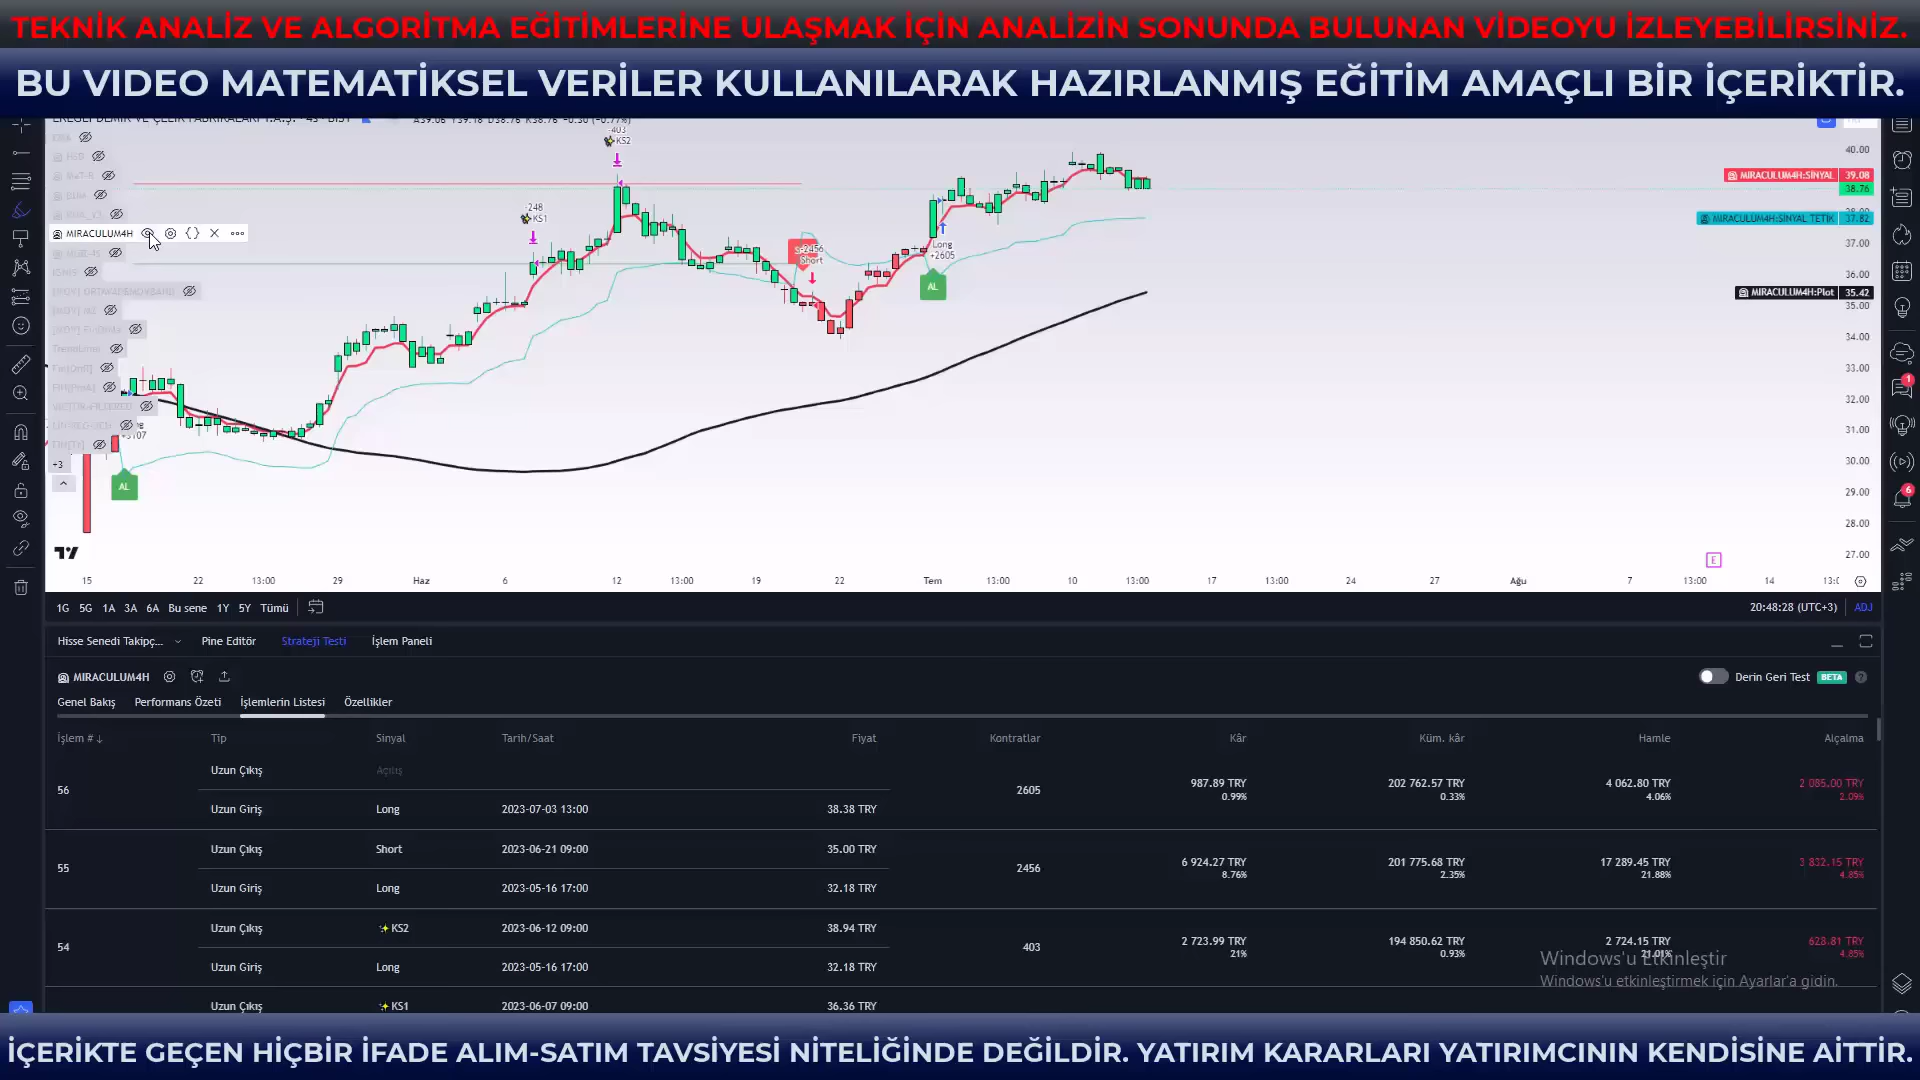 TEKNİK ANALİZ VE ALGORİTMA EĞİTİMLERİNE ULAŞMAK İÇİN ANALİZİN SONUNDA BULUNAN VİDEOYU İZLEYEBİLİRSİNİZ.
BU VIDEO MATEMATİKSEL VERİLER KULLANILARAK HAZIRLANMIŞ EĞİTİM AMAÇLI BİR İÇERİKTİR.
-403
KS2
40.00
MIRACULUM4H:SİNYAL 39.08
38.76
-248
KS1
38.00
MIRACULUM4H:SİNYAL TETİK 37.82
MIRACULUM4H
37.00
-2456
Short
Long
+2605
36.00
AL
MIRACULUM4H:Plot 35.42
35.00
34.00
33.00
32.00
31.00
+3107
30.00
+3
AL
29.00
28.00
27.00
E
15 22 13:00 29 Haz 6 12 13:00 19 22 Tem 13:00 10 13:00 17 13:00 24 27 Ağu 7 13:00 14
1G 5G 1A 3A 6A Bu sene 1Y 5Y Tümü 20:48:28 (UTC+3) ADJ
Hisse Senedi Takipç... Pine Editör Strateji Testi İşlem Paneli
MIRACULUM4H Derin Geri Test BETA
Genel Bakış Performans Özeti İşlemlerin Listesi Özellikler
İşlem # ↓ Tip Sinyal Tarih/Saat Fiyat Kontratlar Kâr Küm. kâr Hamle Alçalma
Uzun Çıkış Açılış
56 2605 987.89 TRY 202 762.57 TRY 4 062.80 TRY 2 085.00 TRY
0.99% 0.33% 4.06% 2.09%
Uzun Giriş Long 2023-07-03 13:00 38.38 TRY
Uzun Çıkış Short 2023-06-21 09:00 35.00 TRY
55 2456 6 924.27 TRY 201 775.68 TRY 17 289.45 TRY 3 832.15 TRY
8.76% 2.35% 21.88% 4.85%
Uzun Giriş Long 2023-05-16 17:00 32.18 TRY
Uzun Çıkış KS2 2023-06-12 09:00 38.94 TRY
54 403 2 723.99 TRY 194 850.62 TRY 2 724.15 TRY 628.81 TRY
21% 0.93% 21.01% 4.85%
Uzun Giriş Long 2023-05-16 17:00 32.18 TRY
Windows'u Etkinleştir
Windows'u etkinleştirmek için Ayarlar'a gidin.
Uzun Çıkış KS1 2023-06-07 09:00 36.36 TRY
İÇERİKTE GEÇEN HİÇBİR İFADE ALIM-SATIM TAVSİYESİ NİTELİĞİNDE DEĞİLDİR. YATIRIM KARARLARI YATIRIMCININ KENDİSİNE AİTTİR.